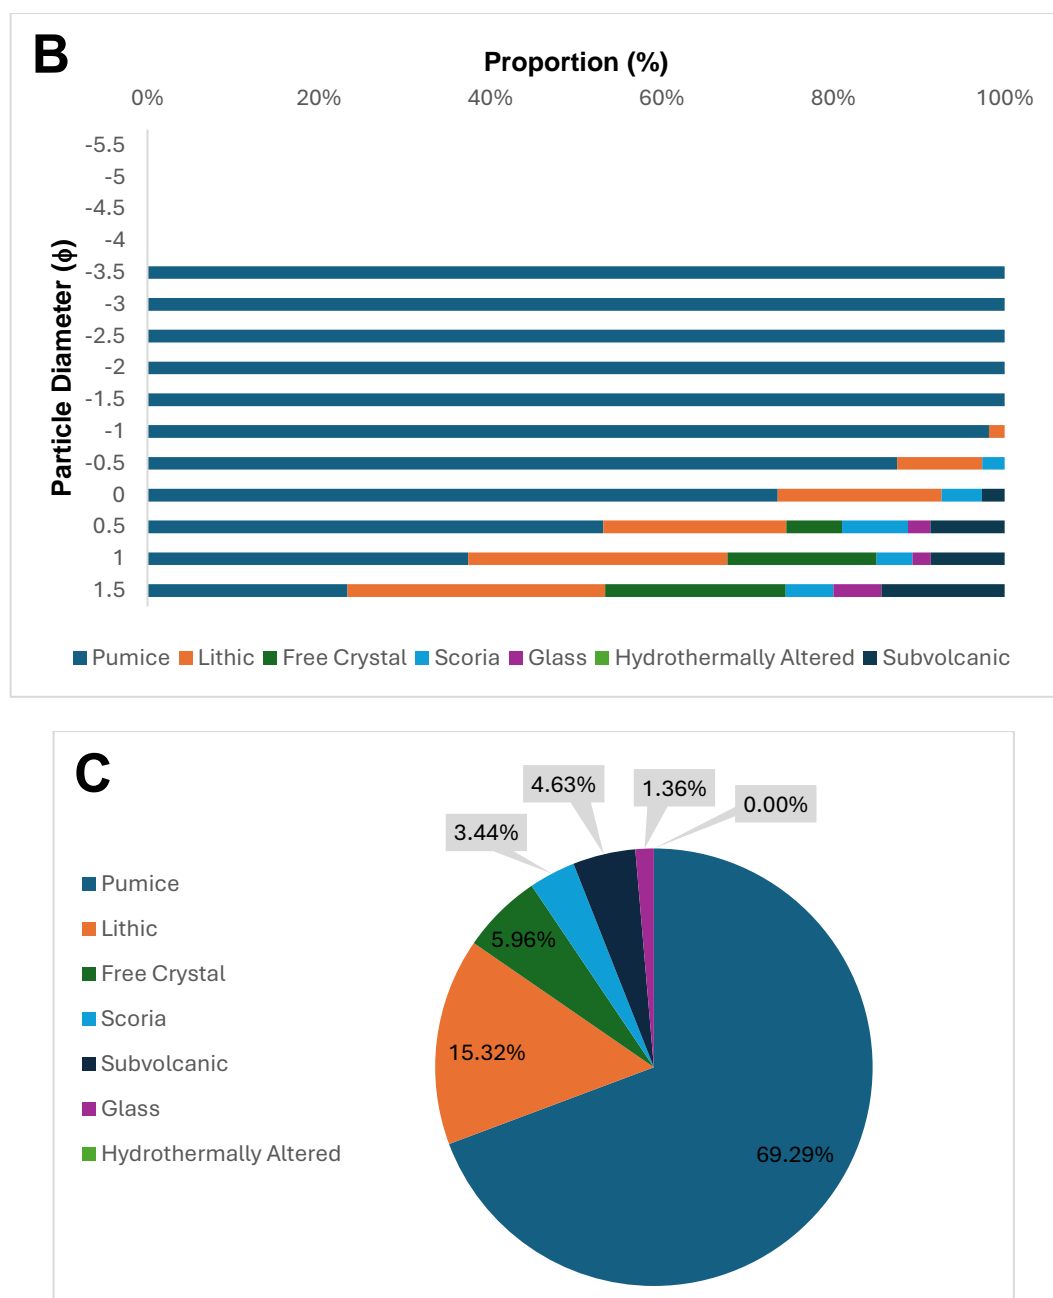 B
Proportion (%)
0% 20% 40% 60% 80% 100%
Particle Diameter (ϕ)
-5.5
-5
-4.5
-4
-3.5
-3
-2.5
-2
-1.5
-1
-0.5
0
0.5
1
1.5
Pumice Lithic Free Crystal Scoria Glass Hydrothermally Altered Subvolcanic
C
4.63% 1.36% 0.00%
3.44%
Pumice
Lithic
Free Crystal
Scoria
Subvolcanic
Glass
Hydrothermally Altered
5.96%
15.32%
69.29%